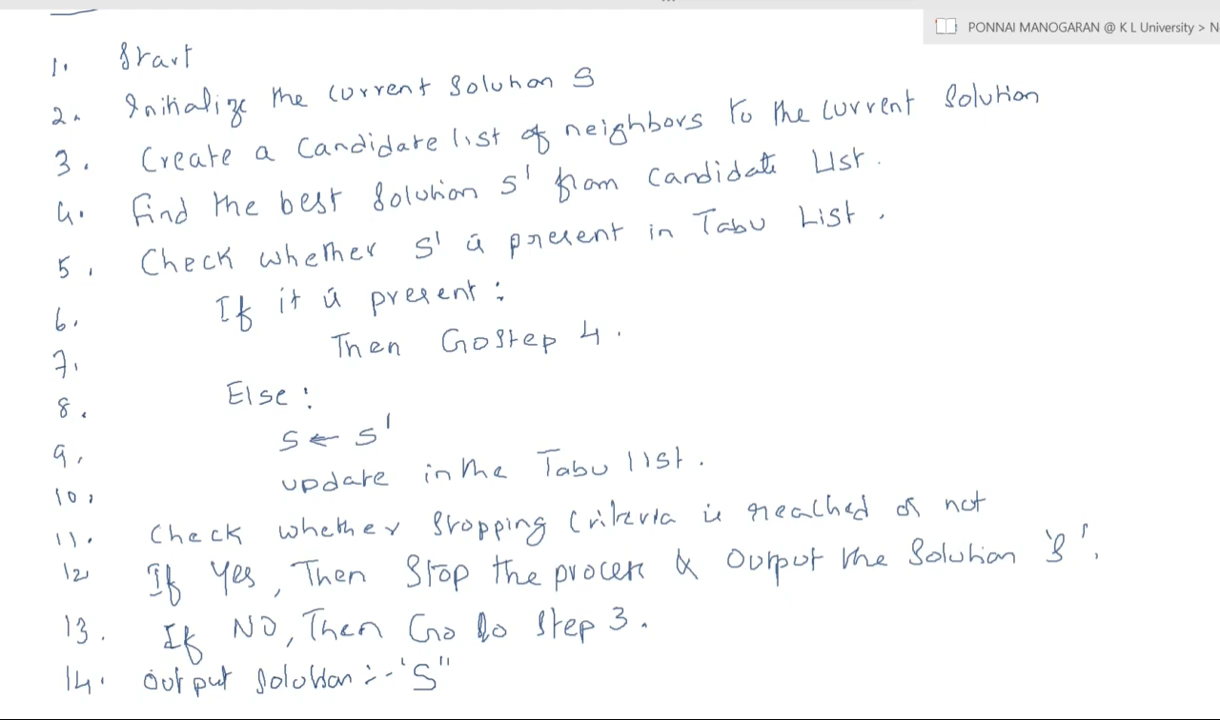 PONNAI MANOGARAN @ K L University > N
1. Start
2. Initialize the current solution S
3. Create a Candidate list of neighbors to the current Solution
4. find the best solution S' from Candidate List.
5. Check whether S' is present in Tabu List.
6. If it is present :
7. Then Go Step 4.
8. Else :
9. S ← S'
10. update in the Tabu list.
11. Check whether Stopping Criteria is reached or not
12 If Yes, Then Stop the process & Output the Solution 'S'.
13. If NO, Then Go to Step 3.
14. Output solution :- 'S"